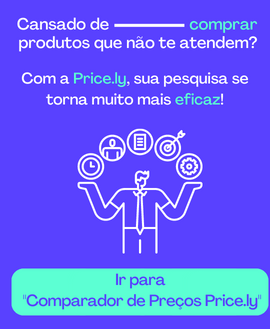 Cansado de comprar
produtos que não te atendem?
Com a Price.ly, sua pesquisa se
torna muito mais eficaz!
Ir para
"Comparador de Preços Price.ly"